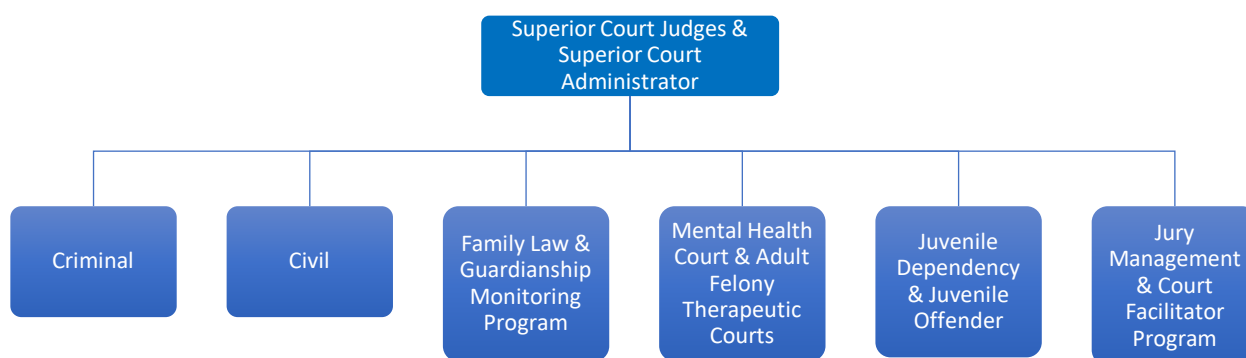 Superior Court Judges &
Superior Court
Administrator
Criminal
Civil
Family Law &
Guardianship
Monitoring
Program
Mental Health
Court & Adult
Felony
Therapeutic
Courts
Juvenile
Dependency
& Juvenile
Offender
Jury
Management
& Court
Facilitator
Program